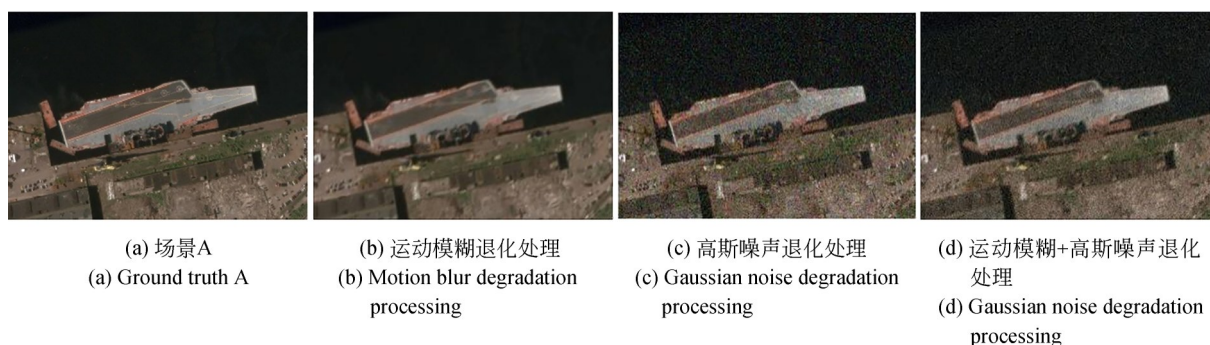 (a) 场景A
(a) Ground truth A
(b) 运动模糊退化处理
(b) Motion blur degradation
processing
(c) 高斯噪声退化处理
(c) Gaussian noise degradation
processing
(d) 运动模糊+高斯噪声退化
处理
(d) Gaussian noise degradation
processing